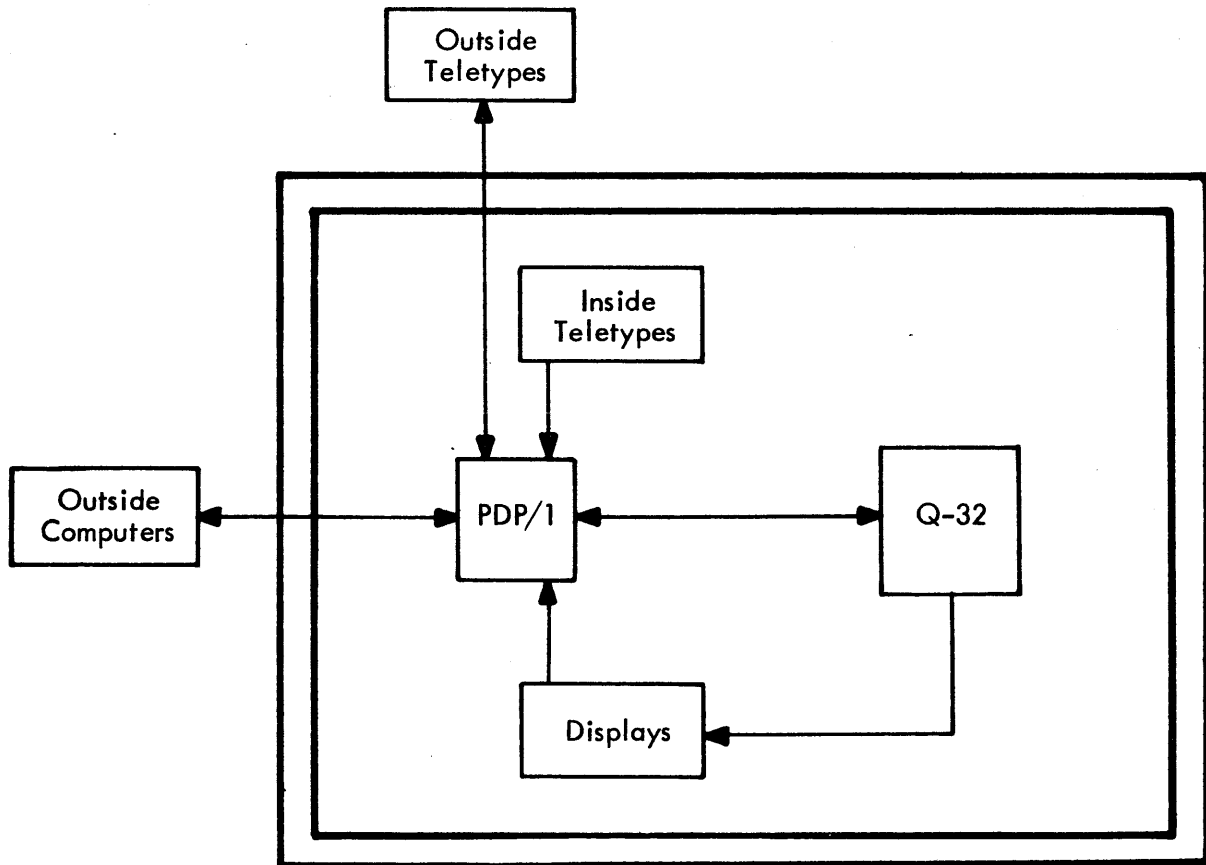 Outside
Teletypes
Inside
Teletypes
Outside
Computers
PDP/1
Q-32
Displays